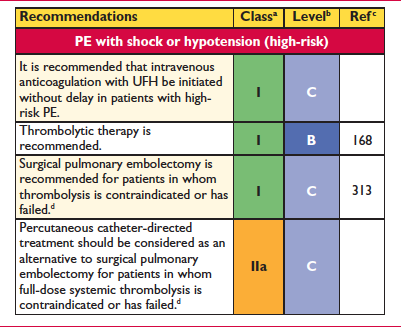 Recommendations Classa Levelb Refc
PE with shock or hypotension (high-risk)
It is recommended that intravenous
anticoagulation with UFH be initiated
without delay in patients with high-
risk PE.
I C
Thrombolytic therapy is
recommended.
I B 168
Surgical pulmonary embolectomy is
recommended for patients in whom
thrombolysis is contraindicated or has
failed.d
I C 313
Percutaneous catheter-directed
treatment should be considered as an
alternative to surgical pulmonary
embolectomy for patients in whom
full-dose systemic thrombolysis is
contraindicated or has failed.d
IIa C